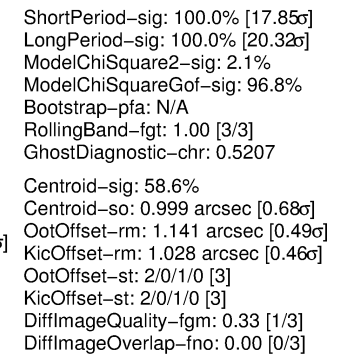 ShortPeriod−sig: 100.0% [17.85σ]
LongPeriod−sig: 100.0% [20.32σ]
ModelChiSquare2−sig: 2.1%
ModelChiSquareGof−sig: 96.8%
Bootstrap−pfa: N/A
RollingBand−fgt: 1.00 [3/3]
GhostDiagnostic−chr: 0.5207
Centroid−sig: 58.6%
Centroid−so: 0.999 arcsec [0.68σ]
OotOffset−rm: 1.141 arcsec [0.49σ]
σ] KicOffset−rm: 1.028 arcsec [0.46σ]
OotOffset−st: 2/0/1/0 [3]
KicOffset−st: 2/0/1/0 [3]
DiffImageQuality−fgm: 0.33 [1/3]
DiffImageOverlap−fno: 0.00 [0/3]